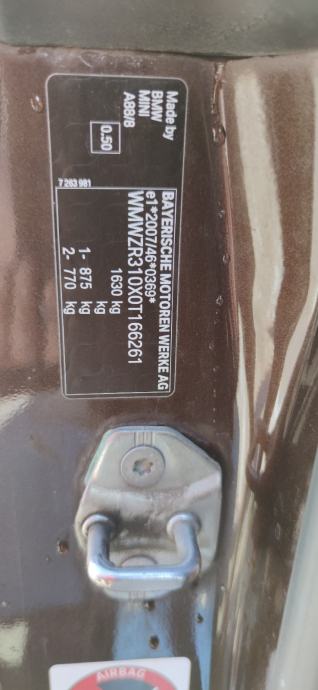 Made by
BMW
MINI
A88/8
0.50
7 263 981
BAYERISCHE MOTOREN WERKE AG
e1*2007/46*0369*
WMWZR310X0T166261
1630 kg
kg
1- 875 kg
2- 770 kg
AIRBAG